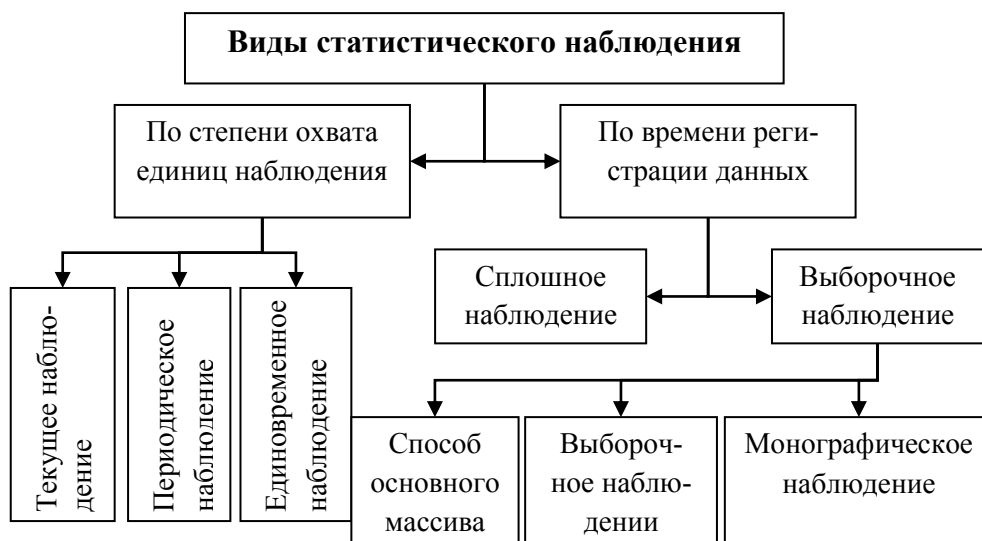 Виды статистического наблюдения
По степени охвата
единиц наблюдения
По времени реги-
страции данных
Сплошное
наблюдение
Выборочное
наблюдение
Текущее наблю-
дение
Периодическое
наблюдение
Единовременное
наблюдение
Способ
основного
массива
Выбороч-
ное наблю-
дении
Монографическое
наблюдение